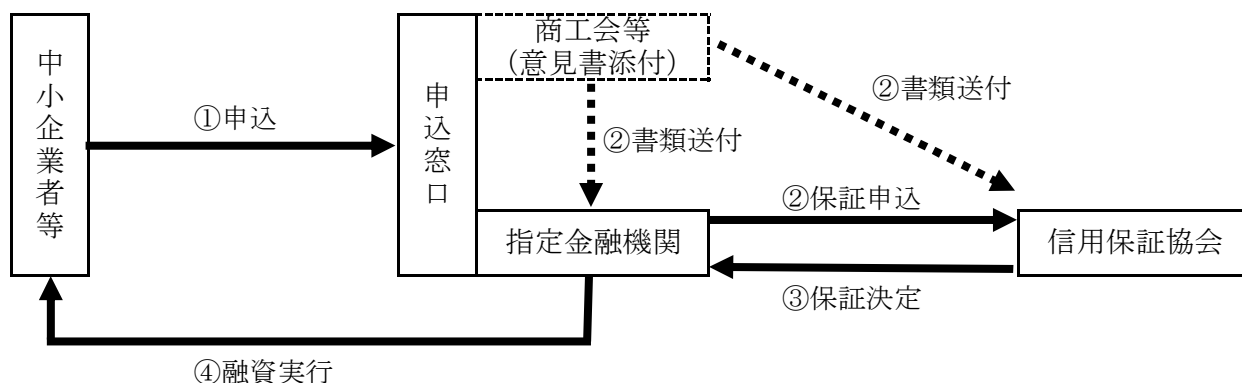 中小企業者等
①申込
申込窓口
商工会等
(意見書添付)
②書類送付
②書類送付
②保証申込
指定金融機関
信用保証協会
③保証決定
④融資実行